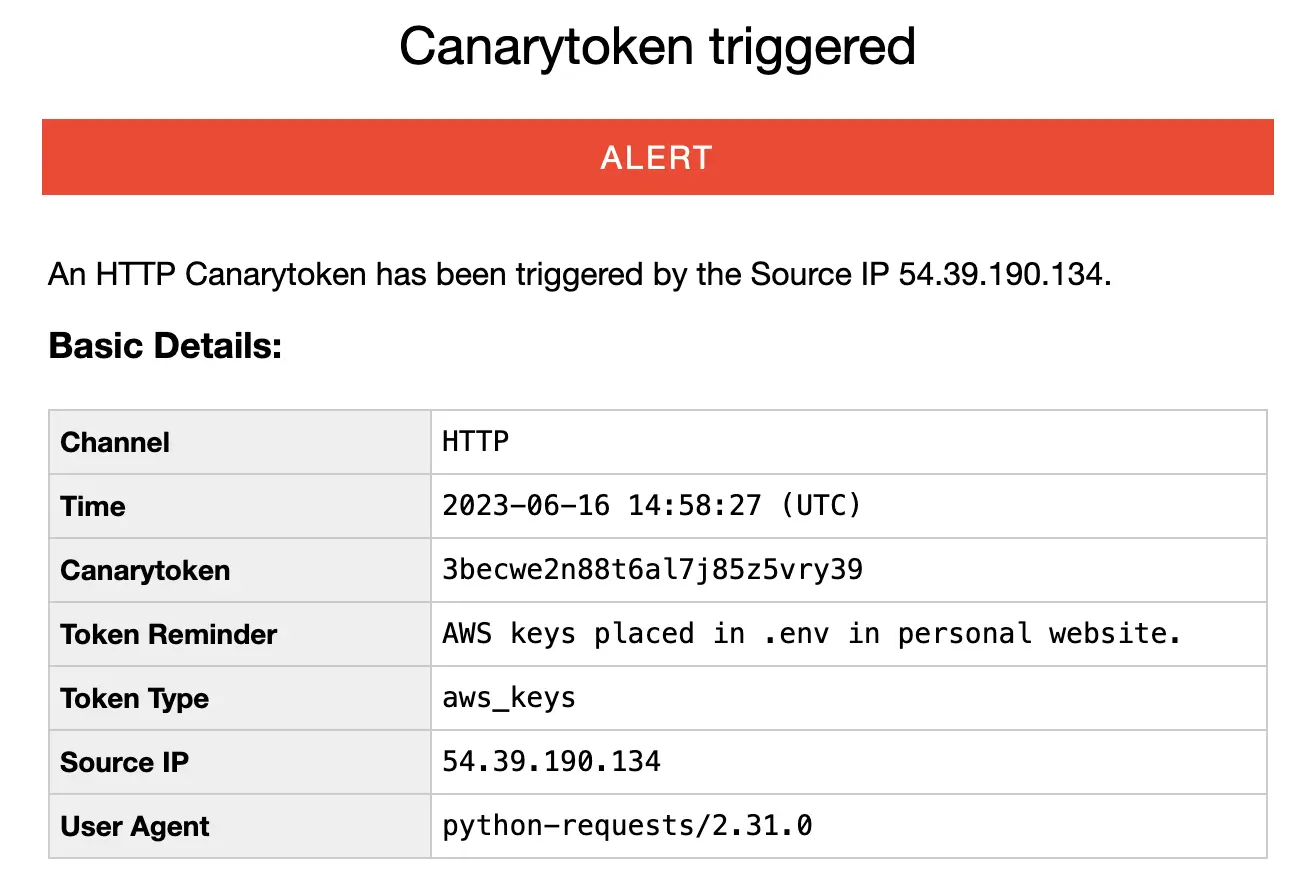 Canarytoken triggered
ALERT
An HTTP Canarytoken has been triggered by the Source IP 54.39.190.134.
Basic Details:
Channel HTTP
Time 2023-06-16 14:58:27 (UTC)
Canarytoken 3becwe2n88t6al7j85z5vry39
Token Reminder AWS keys placed in .env in personal website.
Token Type aws_keys
Source IP 54.39.190.134
User Agent python-requests/2.31.0